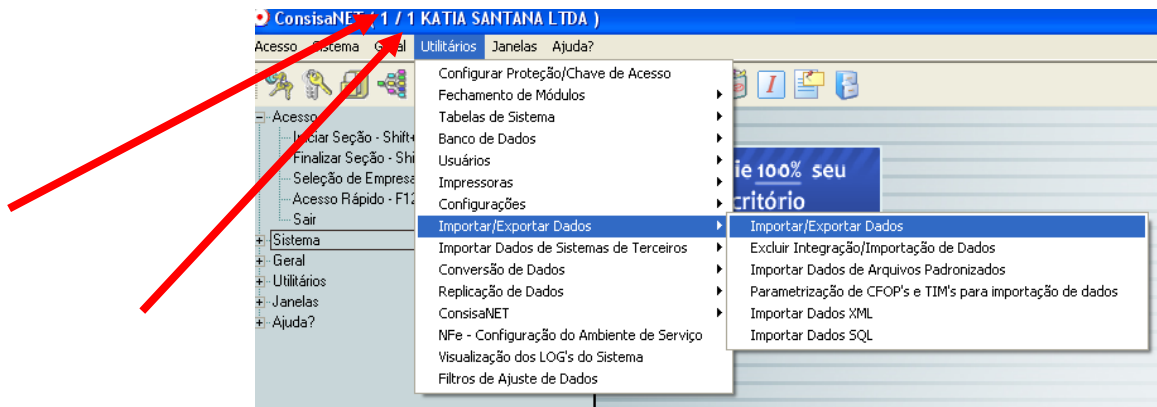 ConsisaNET ( 1 / 1 KATIA SANTANA LTDA )
Acesso Sistema Geral Utilitários Janelas Ajuda?
Acesso
Iniciar Seção - Shift+
Finalizar Seção - Shi
Seleção de Empresa
Acesso Rápido - F12
Sair
Sistema
Geral
Utilitários
Janelas
Ajuda?
Configurar Proteção/Chave de Acesso
Fechamento de Módulos
Tabelas de Sistema
Banco de Dados
Usuários
Impressoras
Configurações
Importar/Exportar Dados
Importar Dados de Sistemas de Terceiros
Conversão de Dados
Replicação de Dados
ConsisaNET
NFe - Configuração do Ambiente de Serviço
Visualização dos LOG's do Sistema
Filtros de Ajuste de Dados
I
ie 100% seu
critório
Importar/Exportar Dados
Excluir Integração/Importação de Dados
Importar Dados de Arquivos Padronizados
Parametrização de CFOP's e TIM's para importação de dados
Importar Dados XML
Importar Dados SQL